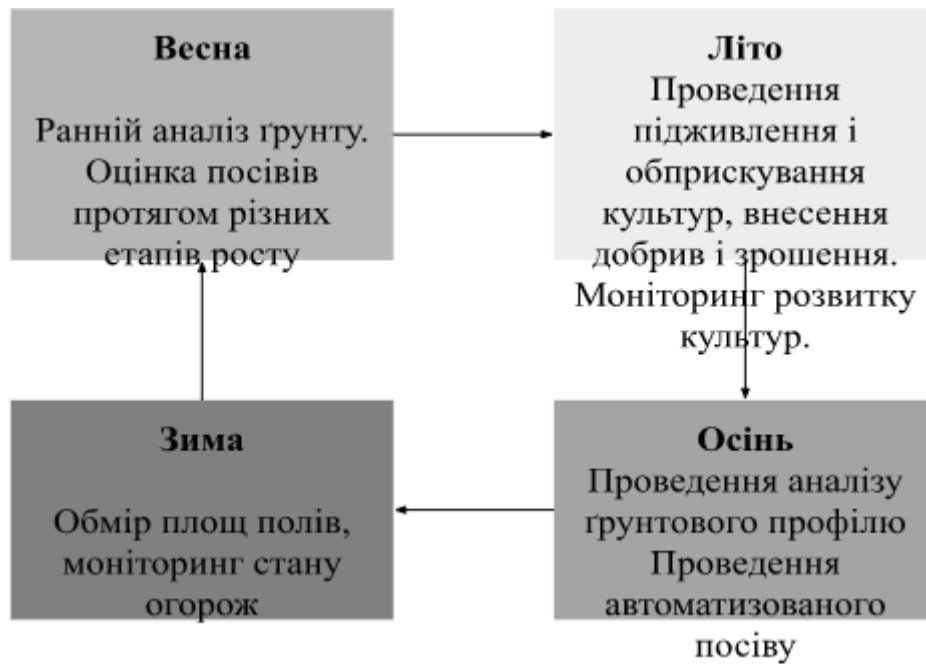 Весна
Ранній аналіз ґрунту.
Оцінка посівів
протягом різних
етапів росту
Літо
Проведення
підживлення і
обприскування
культур, внесення
добрив і зрошення.
Моніторинг розвитку
культур.
Зима
Обмір площ полів,
моніторинг стану
огорож
Осінь
Проведення аналізу
ґрунтового профілю
Проведення
автоматизованого
посіву